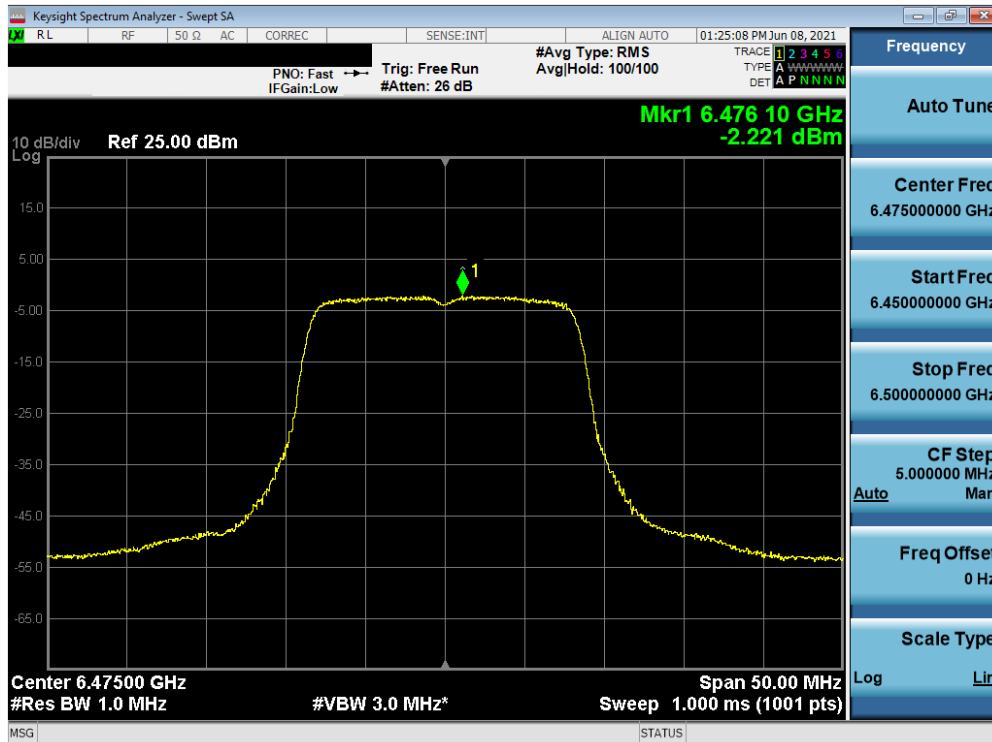 Keysight Spectrum Analyzer - Swept SA
LXI RL RF 50 Ω AC CORREC SENSE:INT ALIGN AUTO 01:25:08 PM Jun 08, 2021
PNO: Fast
IFGain:Low
Trig: Free Run
#Atten: 26 dB
#Avg Type: RMS
Avg|Hold: 100/100
TRACE 1 2 3 4 5 6
TYPE A WWWWW
DET A P N N N N
Mkr1 6.476 10 GHz
-2.221 dBm
10 dB/div Ref 25.00 dBm
Log
15.0
5.00
-5.00
-15.0
-25.0
-35.0
-45.0
-55.0
-65.0
1
Center 6.47500 GHz Span 50.00 MHz
#Res BW 1.0 MHz #VBW 3.0 MHz* Sweep 1.000 ms (1001 pts)
MSG STATUS
Frequency
Auto Tune
Center Freq
6.475000000 GHz
Start Freq
6.450000000 GHz
Stop Freq
6.500000000 GHz
CF Step
5.000000 MHz
Auto Man
Freq Offset
0 Hz
Scale Type
Log Lin